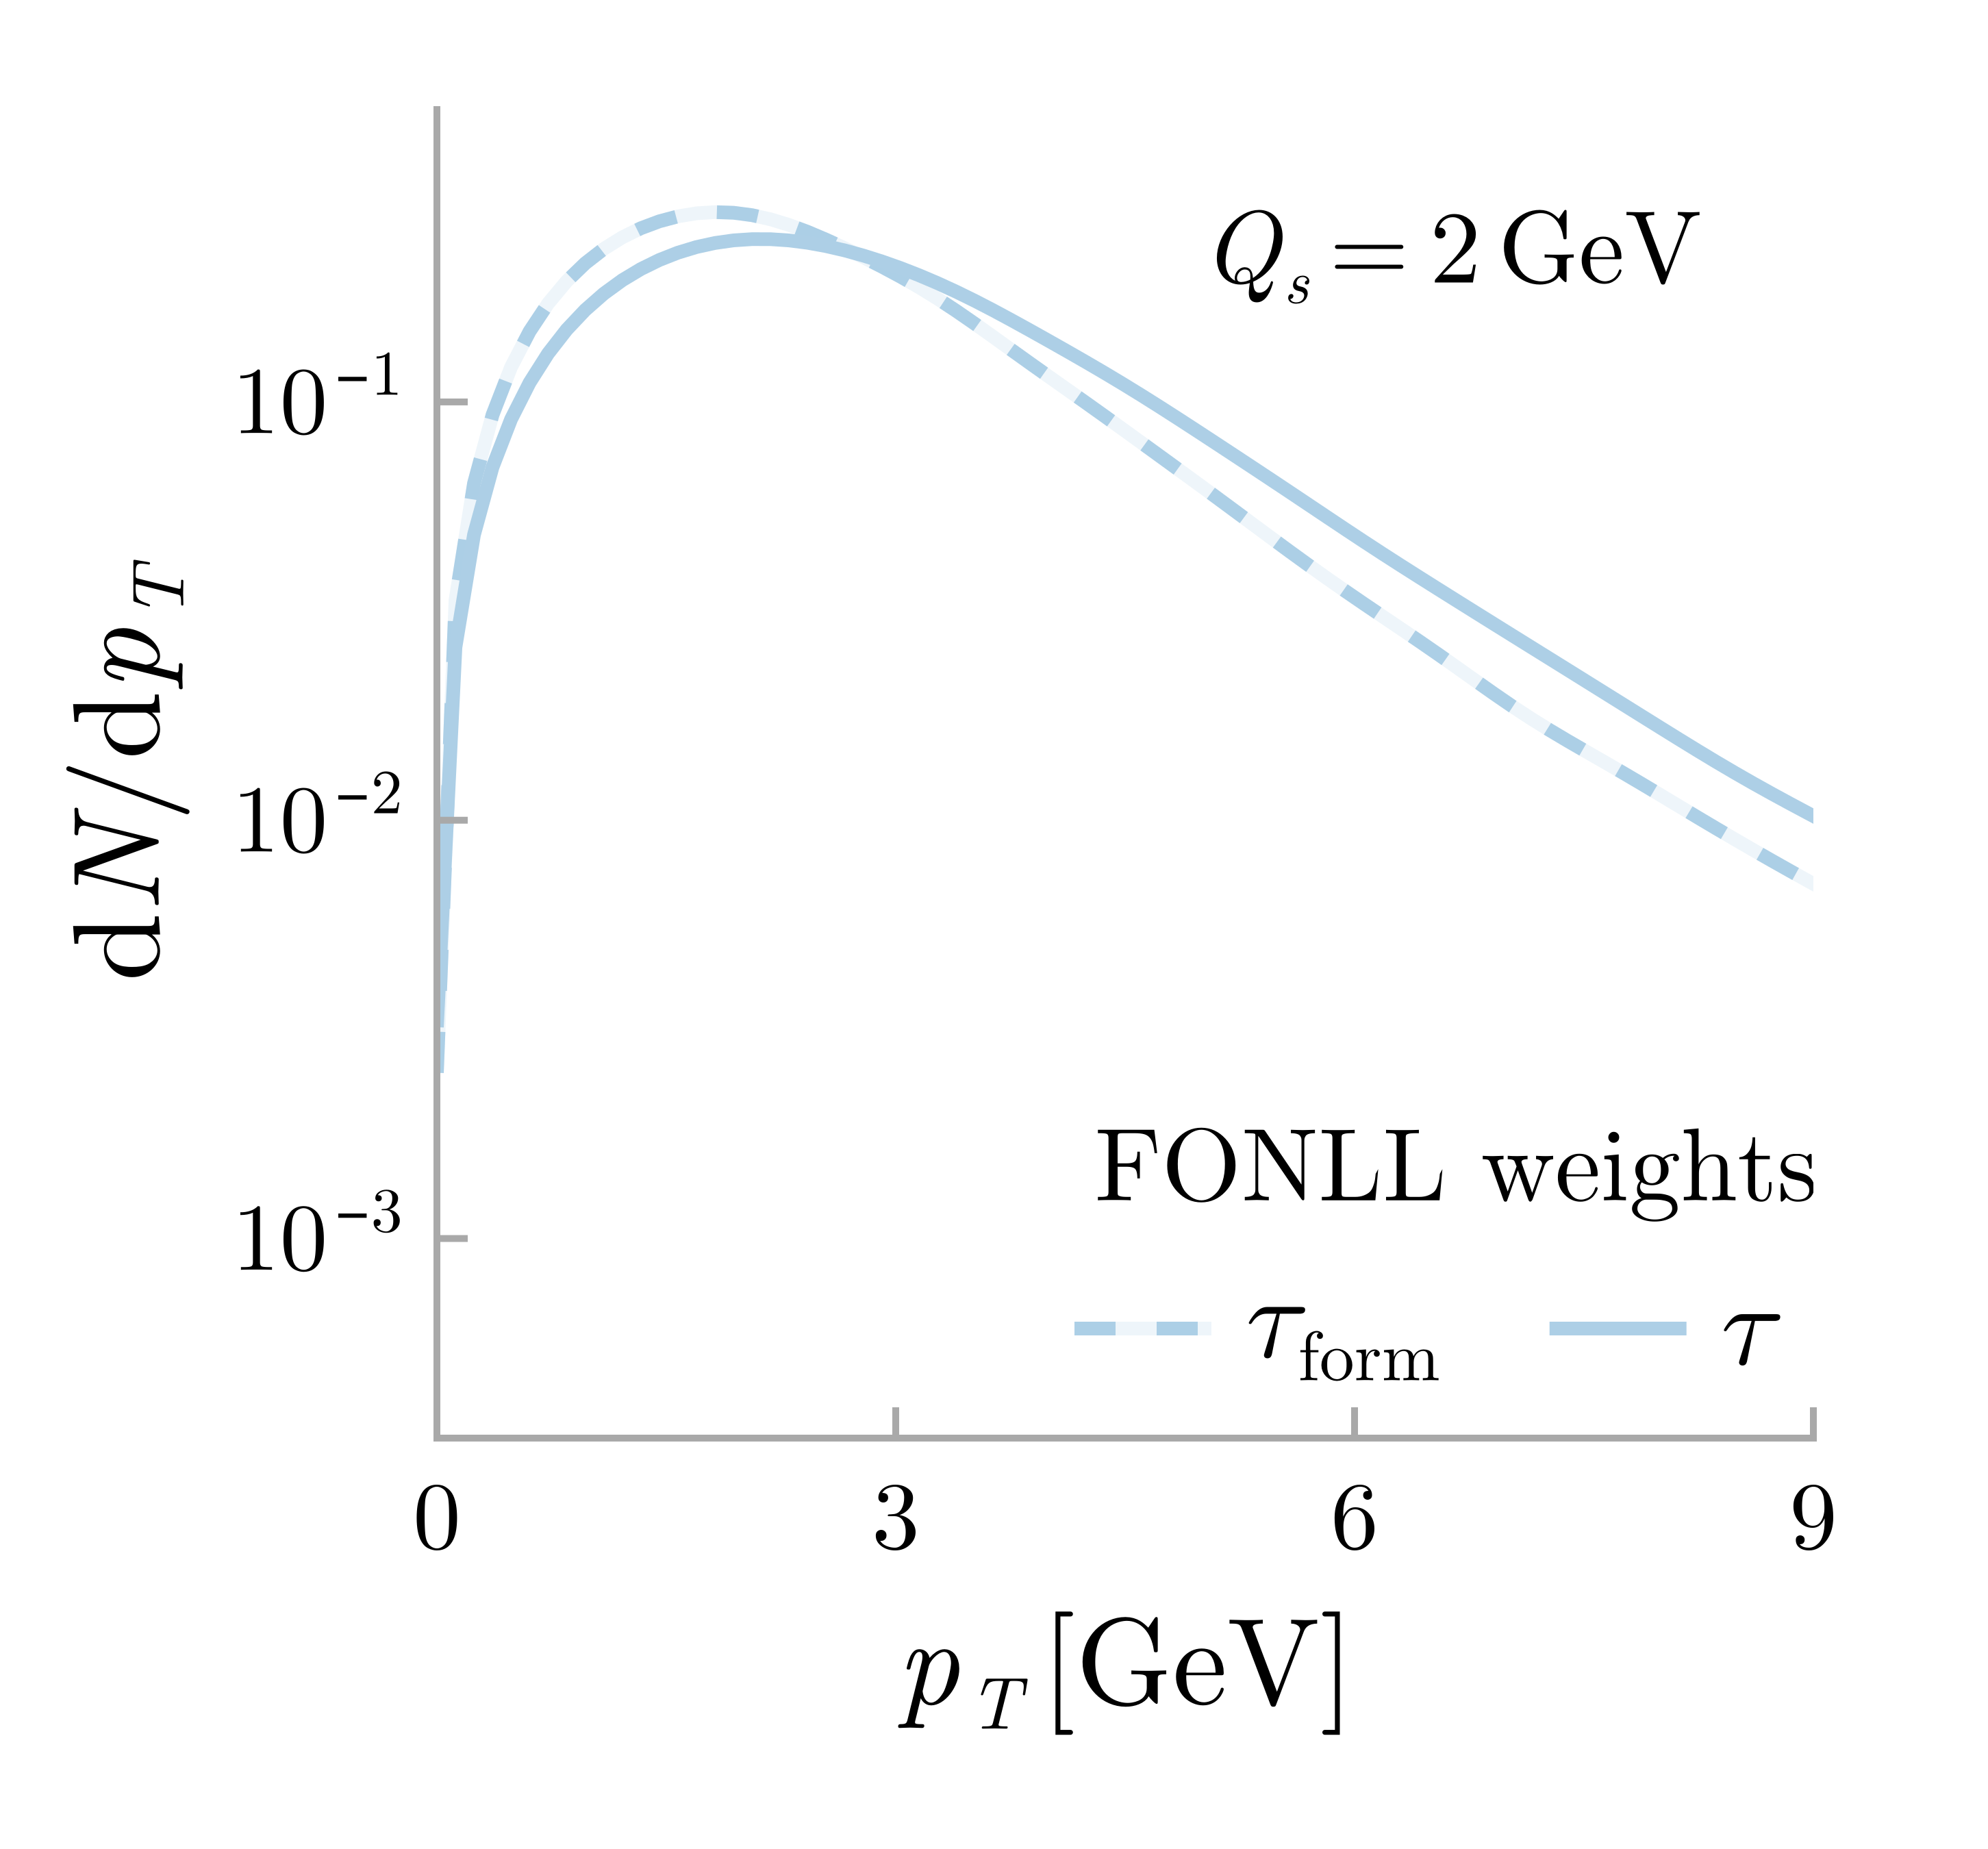 Q_s = 2 GeV
dN/dp_T
10^{-1}
10^{-2}
10^{-3}
FONLL weights
τ_form τ
0 3 6 9
p_T [GeV]